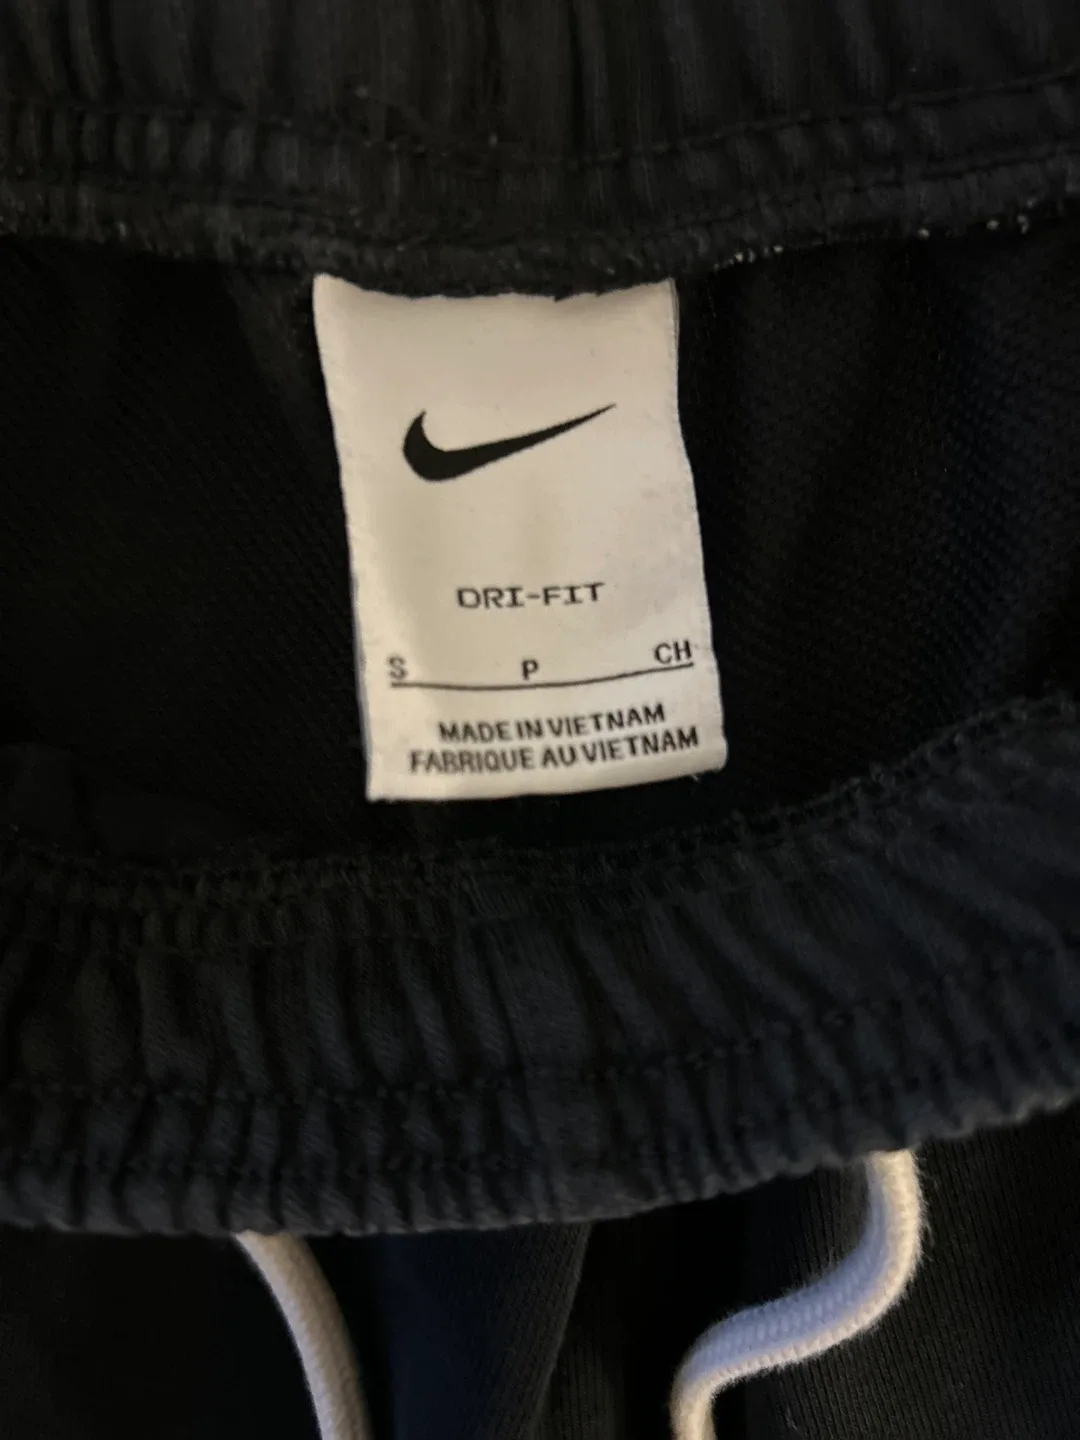 DRI-FIT
S P CH
MADE IN VIETNAM
FABRIQUE AU VIETNAM